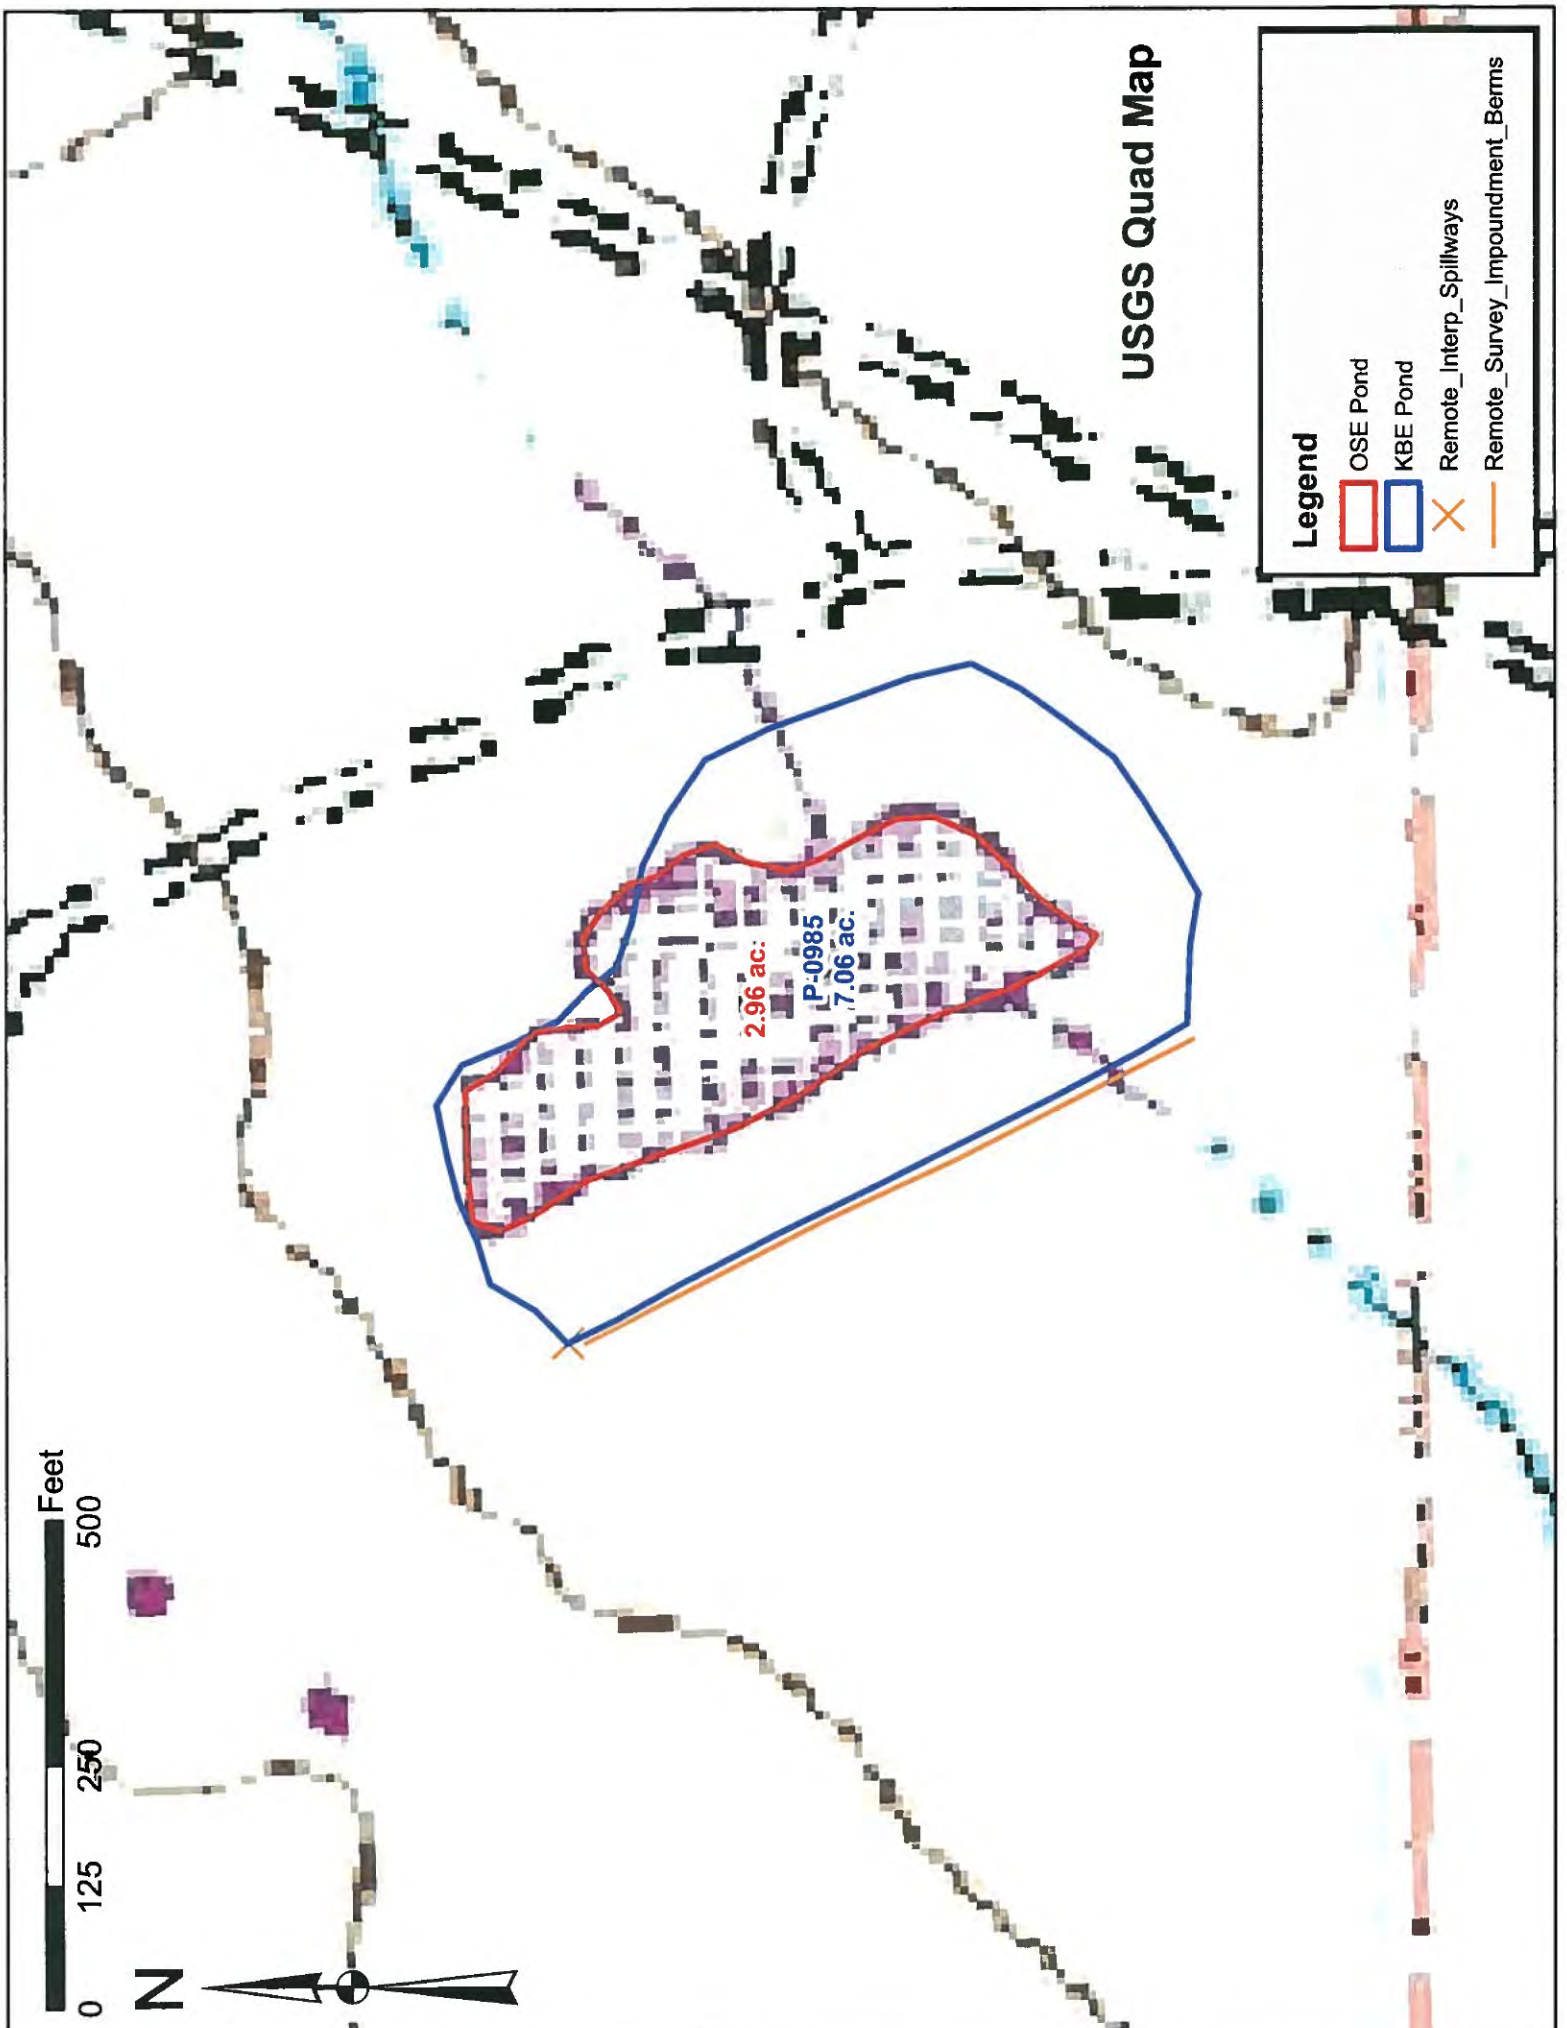 Feet
0 125 250 500
N
2.96 ac.
P-0985
7.06 ac.
USGS Quad Map
Legend
OSE Pond
KBE Pond
Remote_Interp_Spillways
Remote_Survey_Impoundment_Berms